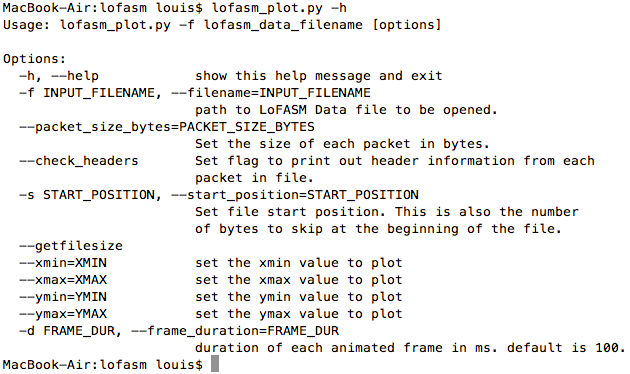 MacBook-Air:lofasm louis$ lofasm_plot.py -h
Usage: lofasm_plot.py -f lofasm_data_filename [options]

Options:
  -h, --help            show this help message and exit
  -f INPUT_FILENAME, --filename=INPUT_FILENAME
                        path to LoFASM Data file to be opened.
  --packet_size_bytes=PACKET_SIZE_BYTES
                        Set the size of each packet in bytes.
  --check_headers       Set flag to print out header information from each
                        packet in file.
  -s START_POSITION, --start_position=START_POSITION
                        Set file start position. This is also the number
                        of bytes to skip at the beginning of the file.
  --getfilesize
  --xmin=XMIN           set the xmin value to plot
  --xmax=XMAX           set the xmax value to plot
  --ymin=YMIN           set the ymin value to plot
  --ymax=YMAX           set the ymax value to plot
  -d FRAME_DUR, --frame_duration=FRAME_DUR
                        duration of each animated frame in ms. default is 100.
MacBook-Air:lofasm louis$